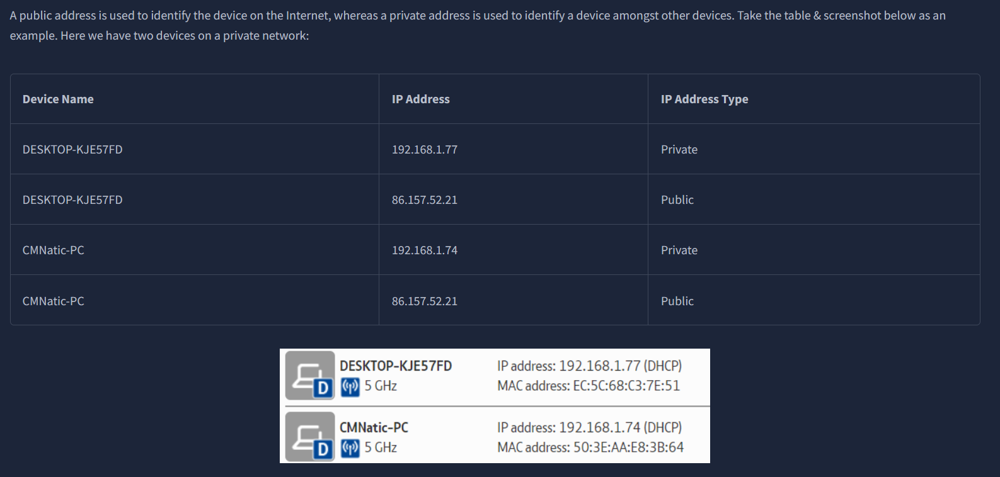 A public address is used to identify the device on the Internet, whereas a private address is used to identify a device amongst other devices. Take the table & screenshot below as an
example. Here we have two devices on a private network:
Device Name IP Address IP Address Type
DESKTOP-KJE57FD 192.168.1.77 Private
DESKTOP-KJE57FD 86.157.52.21 Public
CMNatic-PC 192.168.1.74 Private
CMNatic-PC 86.157.52.21 Public
DESKTOP-KJE57FD IP address: 192.168.1.77 (DHCP)
D 5 GHz MAC address: EC:5C:68:C3:7E:51
CMNatic-PC IP address: 192.168.1.74 (DHCP)
D 5 GHz MAC address: 50:3E:AA:E8:3B:64